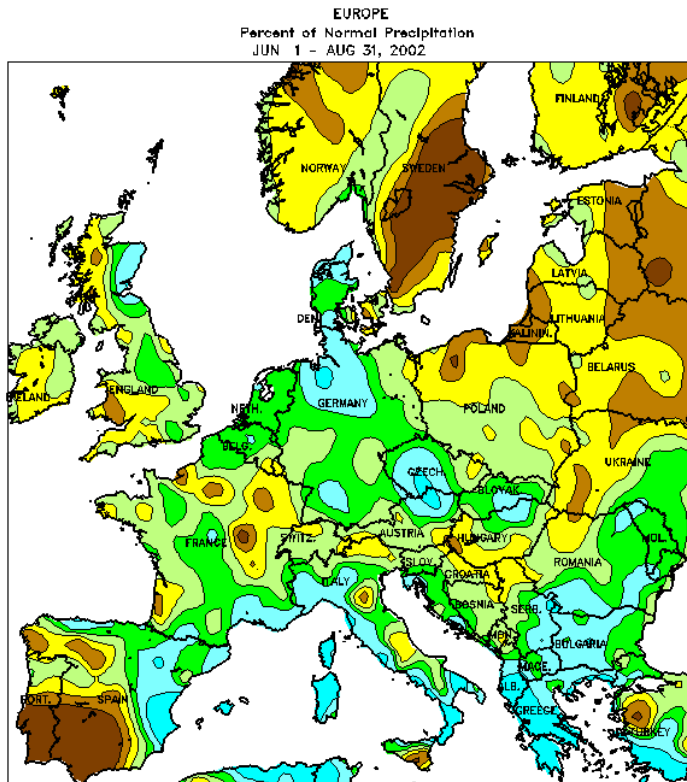 EUROPE
Percent of Normal Precipitation
JUN 1 - AUG 31, 2002
FINLAND
NORWAY
SWEDEN
ESTONIA
LATVIA
DEN.
LITHUANIA
KALININ.
BELARUS
IRELAND
ENGLAND
NETH.
GERMANY
POLAND
BELG.
CZECH.
UKRAINE
SLOVAK.
FRANCE
SWITZ.
AUSTRIA
HUNGARY
MOL.
SLOV.
ROMANIA
ITALY
CROATIA
BOSNIA
SERB.
MON.
BULGARIA
MACE.
PORT.
SPAIN
ALB.
GREECE
TURKEY